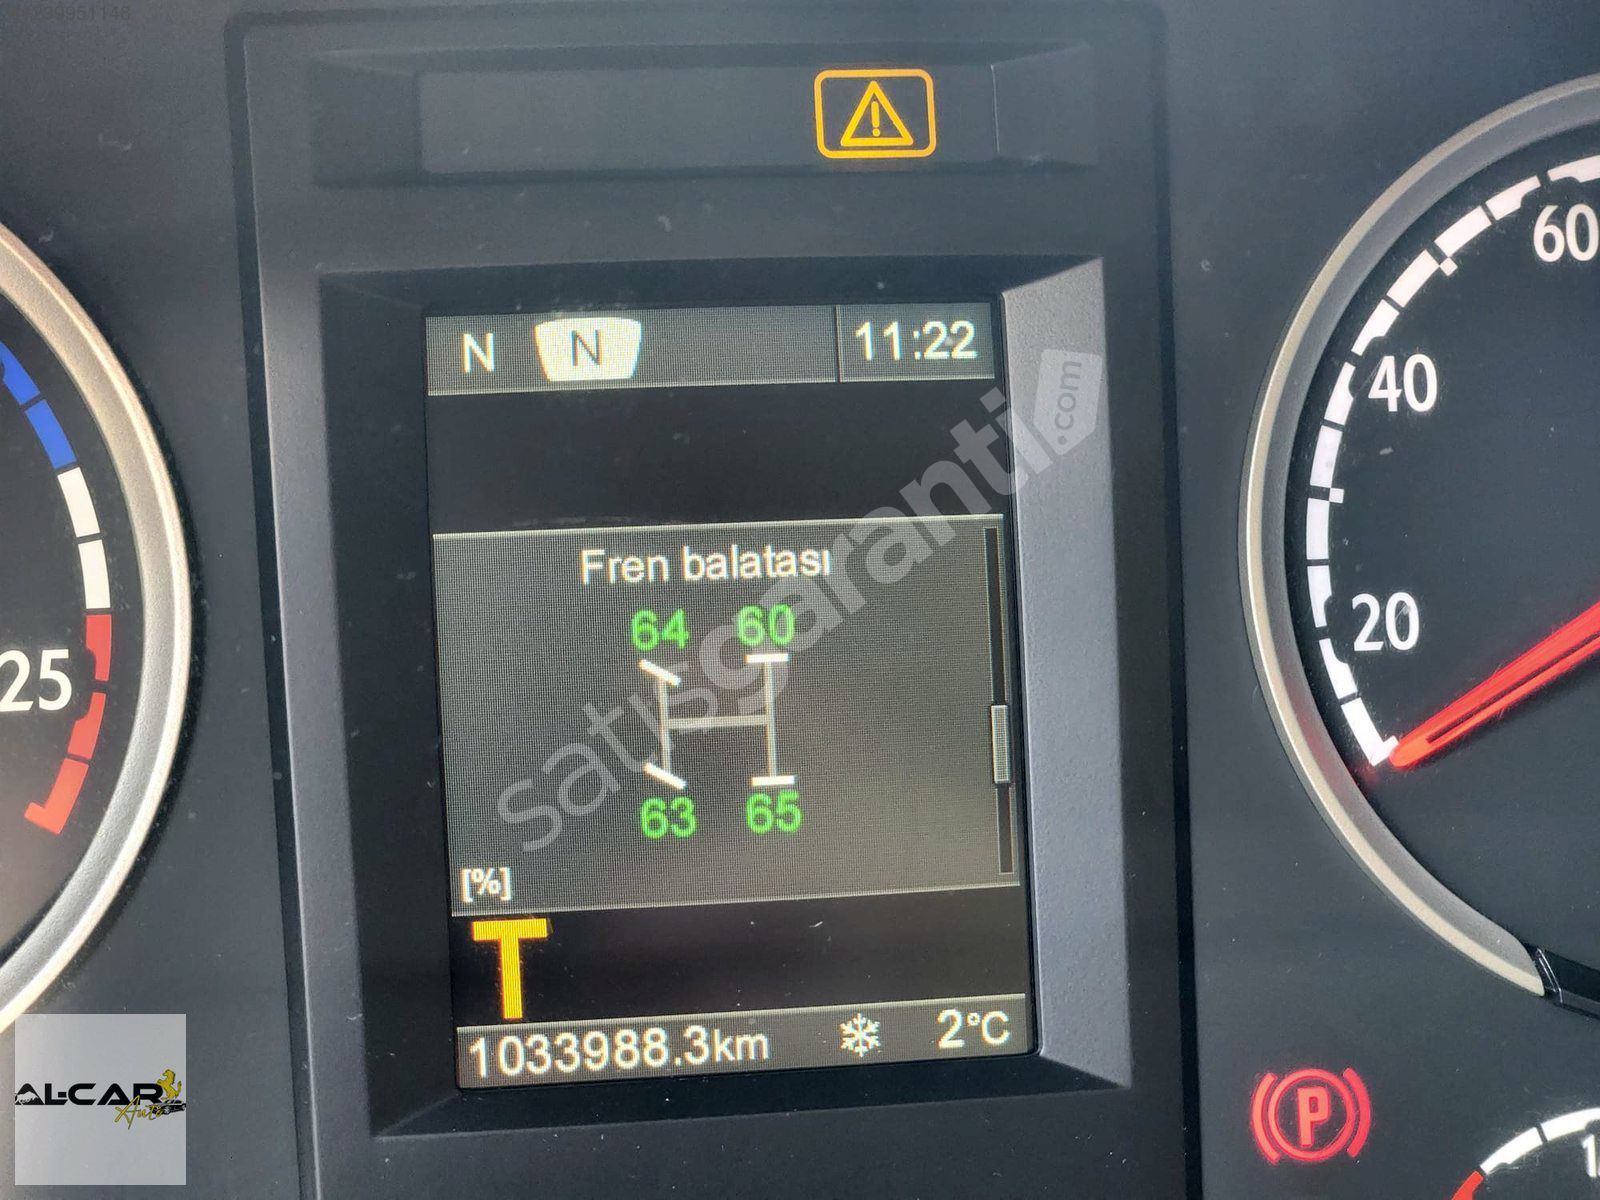 N N 11:22
60
40
20
25
Fren balatası
64 60
63 65
[%]
T
1033988.3km 2°C
P
satışgaranti.com
AL-CAR
Auto